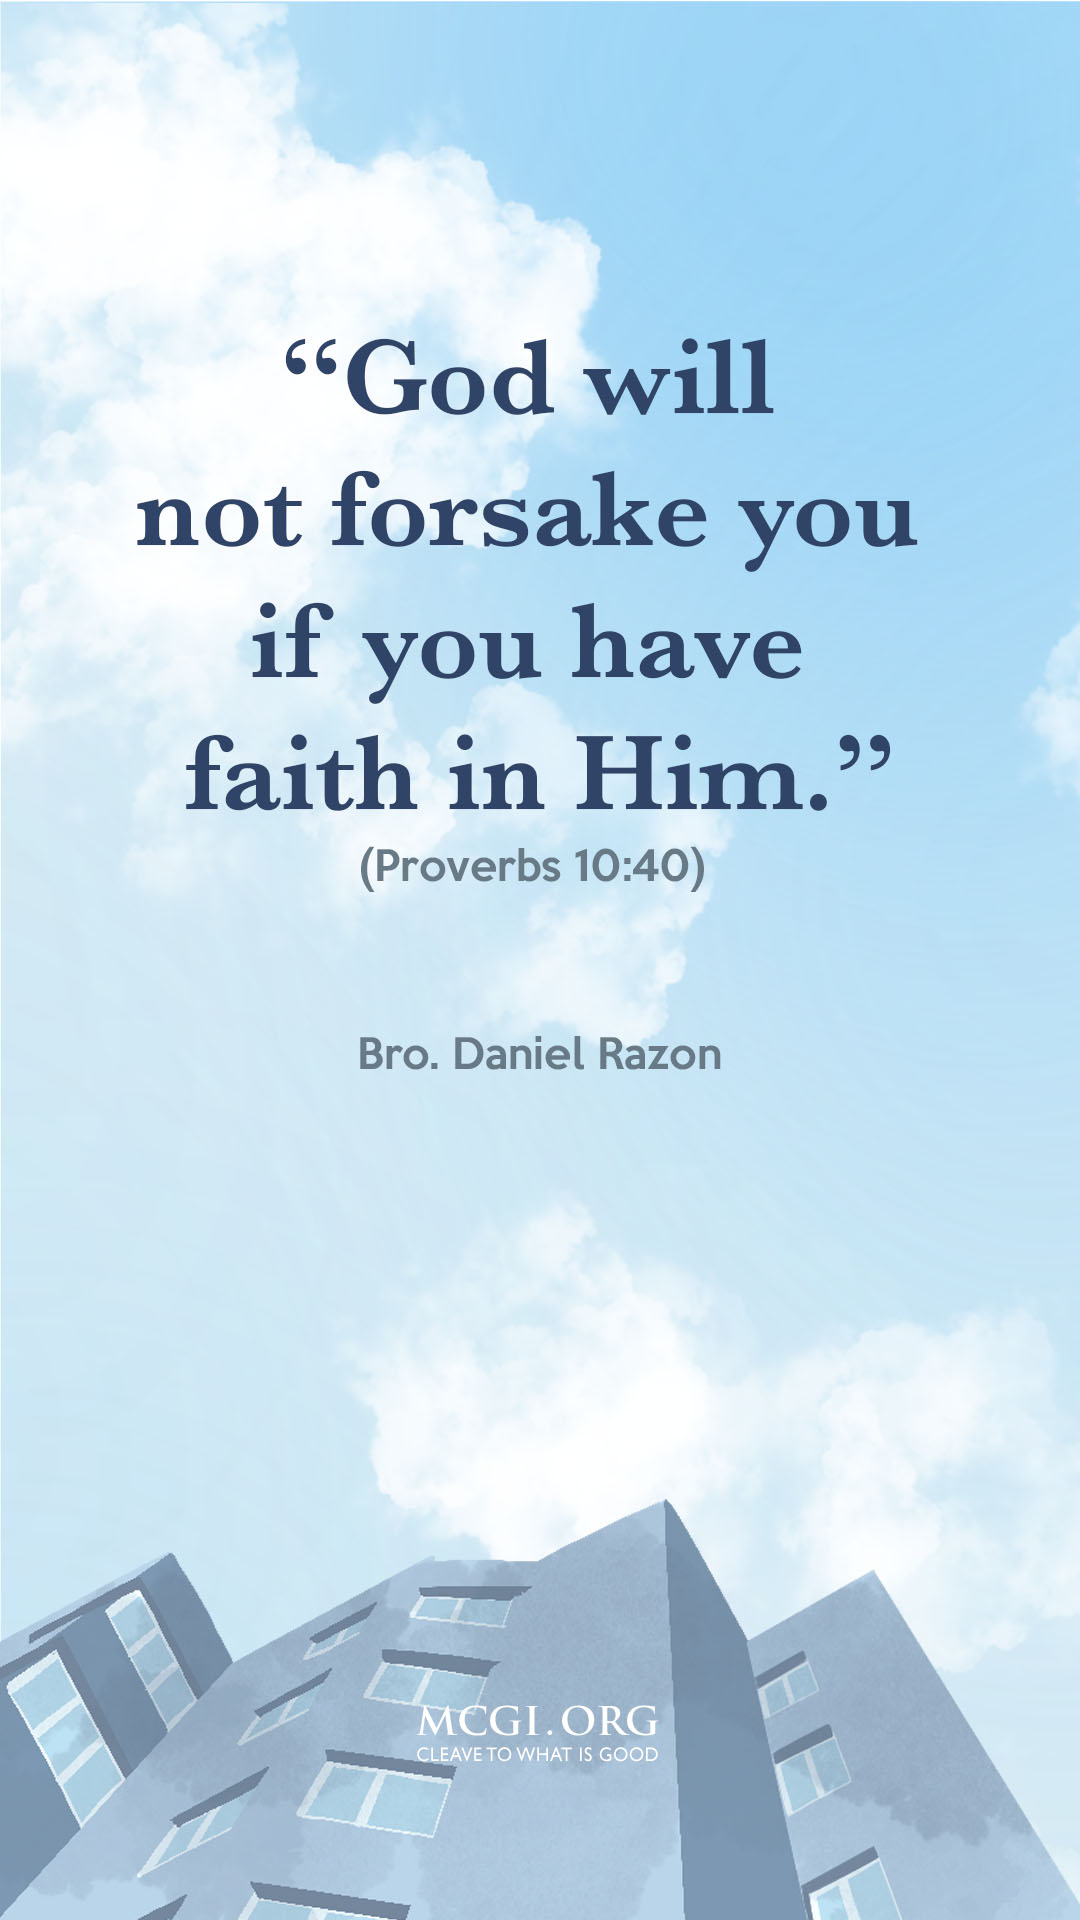 “God will
not forsake you
if you have
faith in Him.”
(Proverbs 10:40)
Bro. Daniel Razon
MCGI.ORG
CLEAVE TO WHAT IS GOOD